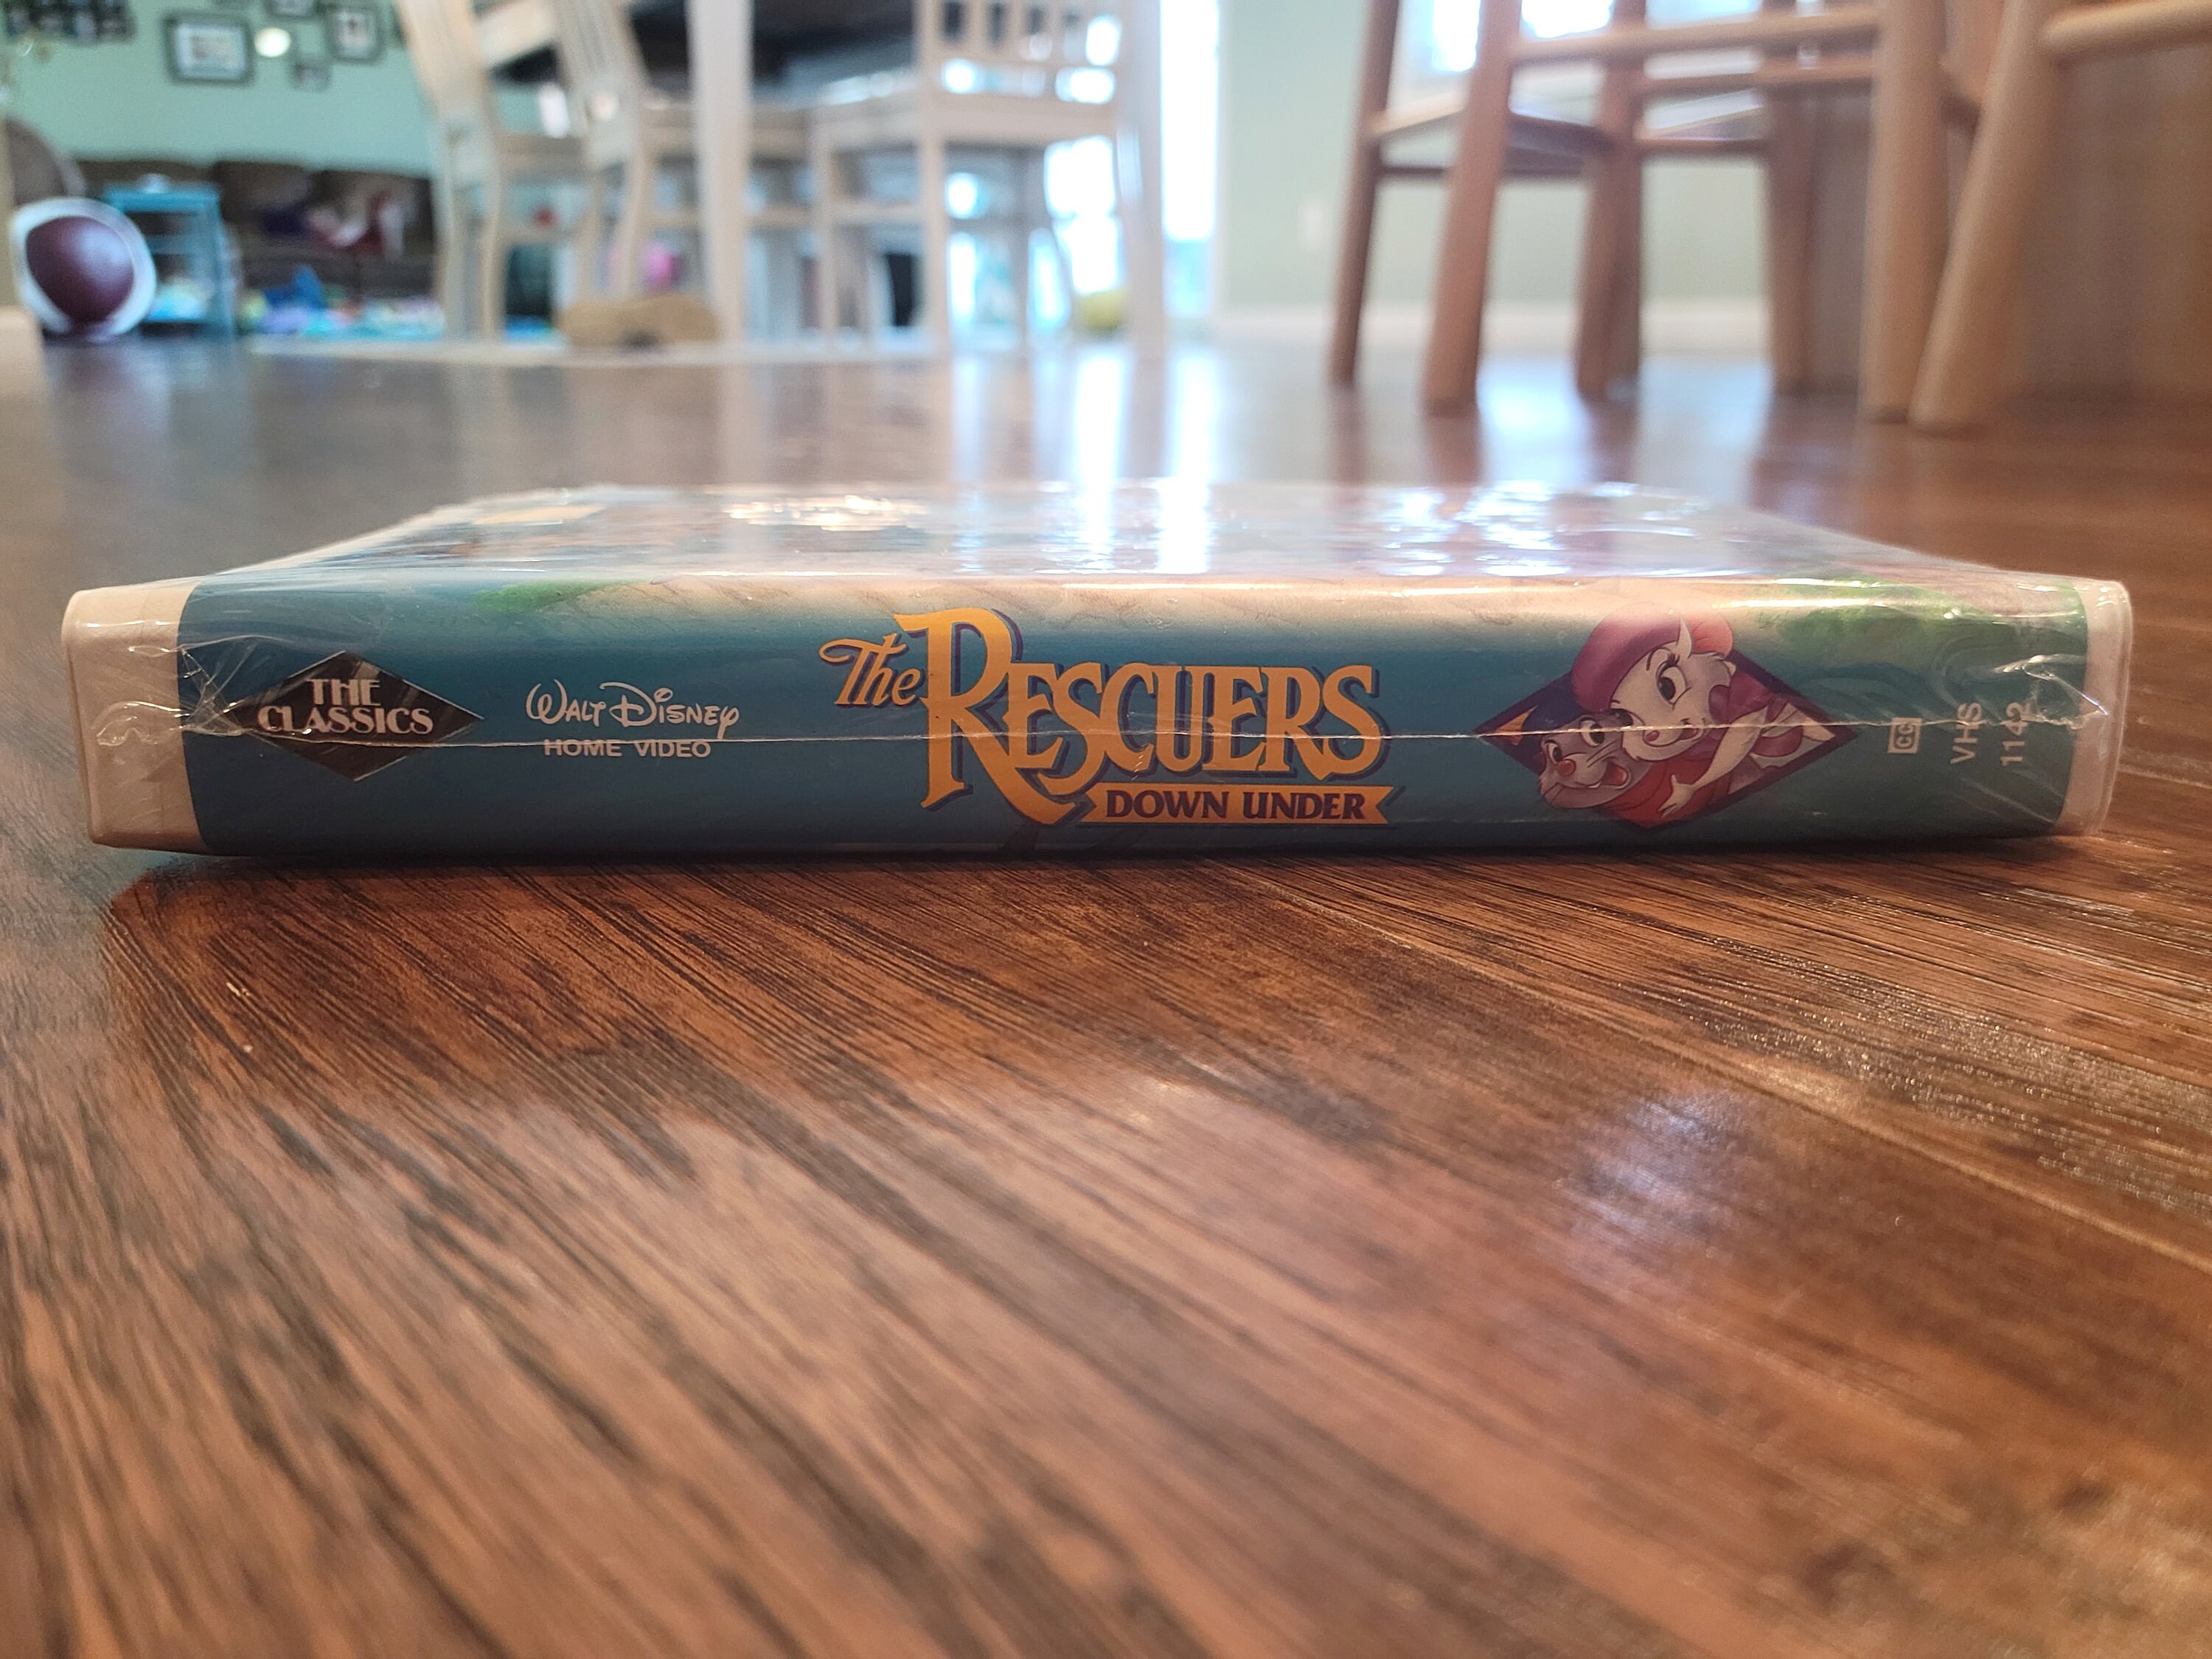 THE
CLASSICS
WALT DISNEY
HOME VIDEO
The RESCUERS
DOWN UNDER
CC
VHS
1142